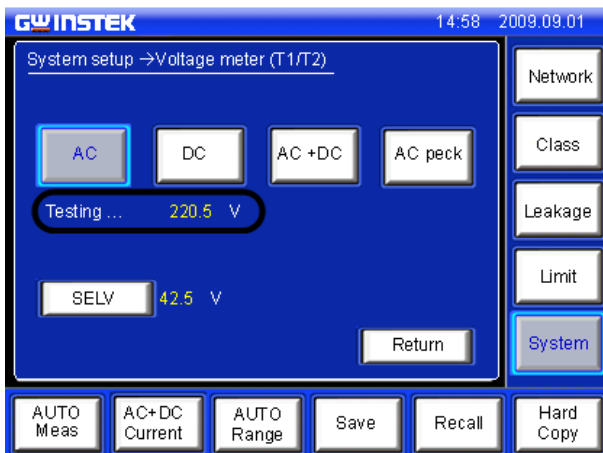 GWINSTEK 14:58 2009.09.01
System setup →Voltage meter (T1/T2)
AC DC AC +DC AC peck
Testing ... 220.5 V
SELV 42.5 V
Return
Network
Class
Leakage
Limit
System
AUTO Meas
AC+DC Current
AUTO Range
Save
Recall
Hard Copy